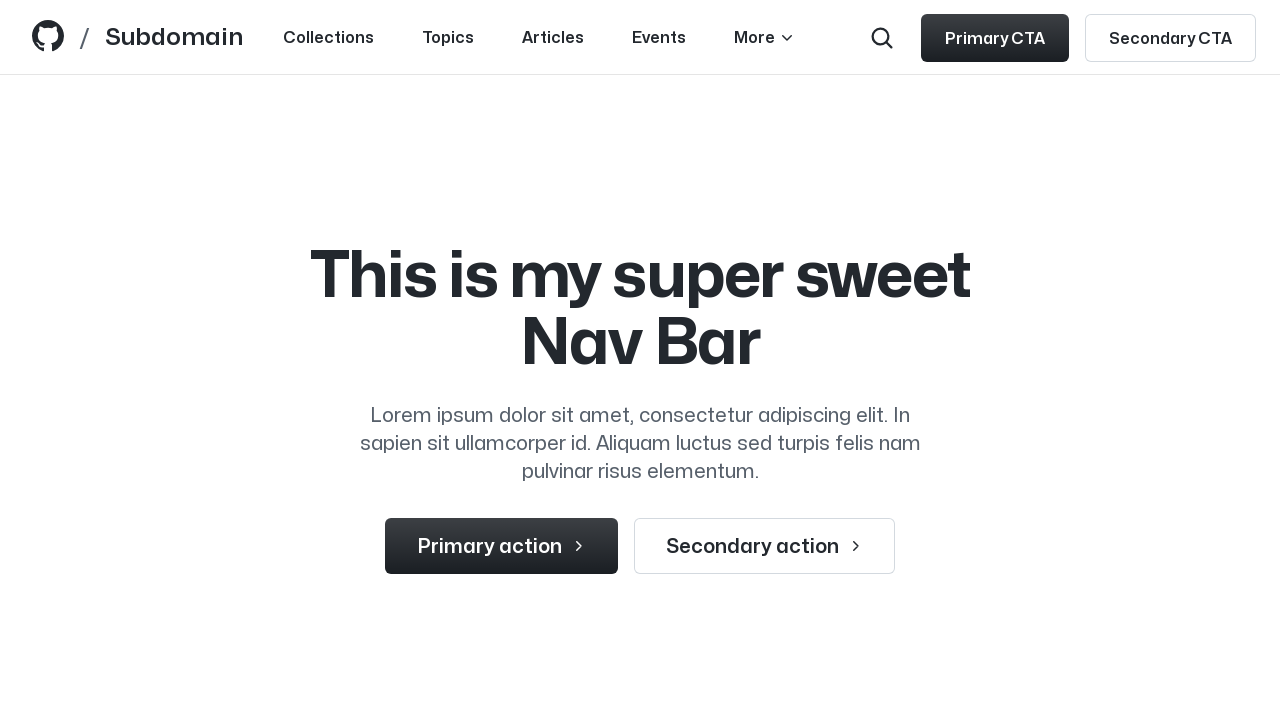 / Subdomain Collections Topics Articles Events More Primary CTA Secondary CTA
This is my super sweet
Nav Bar
Lorem ipsum dolor sit amet, consectetur adipiscing elit. In
sapien sit ullamcorper id. Aliquam luctus sed turpis felis nam
pulvinar risus elementum.
Primary action Secondary action